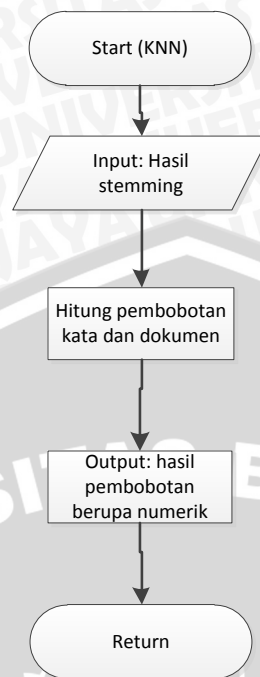 Start (KNN)
Input: Hasil
stemming
Hitung pembobotan
kata dan dokumen
Output: hasil
pembobotan
berupa numerik
Return